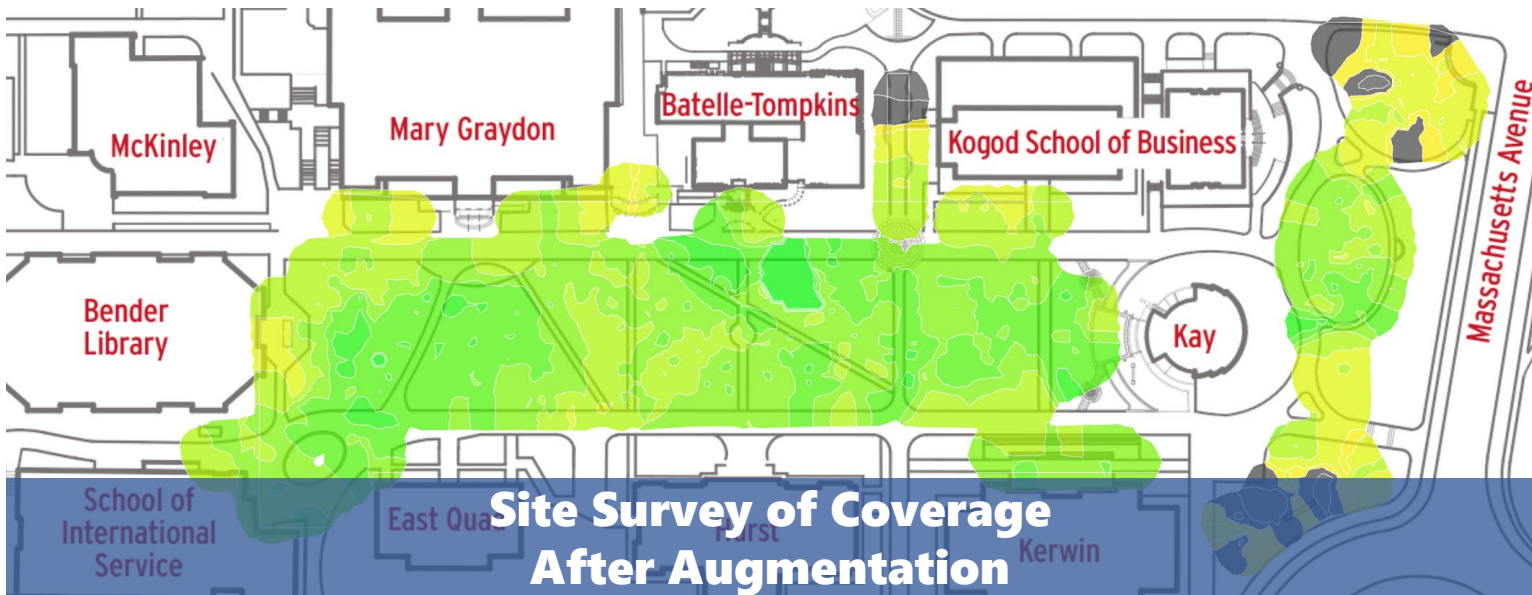 McKinley
Mary Graydon
Batelle-Tompkins
Kogod School of Business
Massachusetts Avenue
Bender
Library
Kay
School of
International
Service
East Quad
Hurst
Kerwin
Site Survey of Coverage
After Augmentation